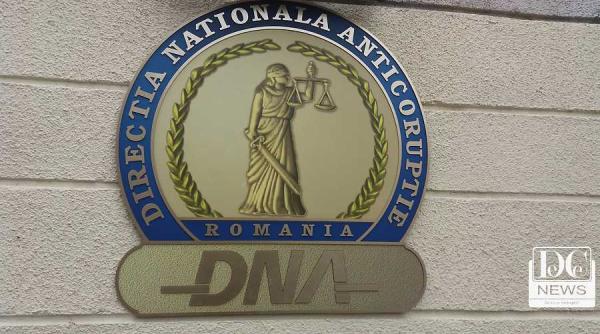 DIRECTIA NATIONALA ANTICORUPTIE
ROMANIA
DNA
DC
NEWS